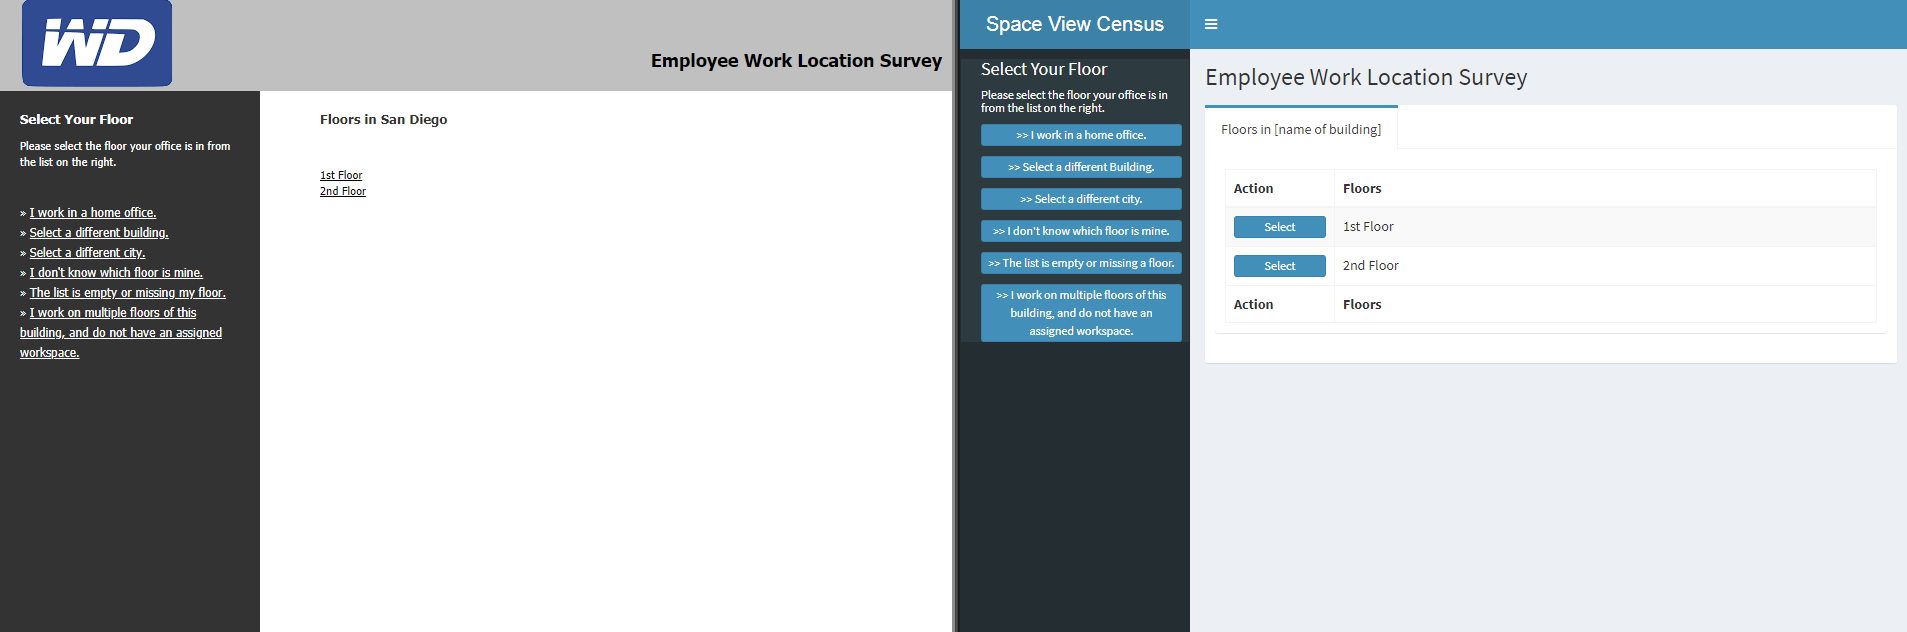 WD
Employee Work Location Survey
Select Your Floor
Please select the floor your office is in from
the list on the right.
» I work in a home office.
» Select a different building.
» Select a different city.
» I don't know which floor is mine.
» The list is empty or missing my floor.
» I work on multiple floors of this
building, and do not have an assigned
workspace.
Floors in San Diego
1st Floor
2nd Floor
Space View Census
Select Your Floor
Please select the floor your office is in
from the list on the right.
>> I work in a home office.
>> Select a different Building.
>> Select a different city.
>> I don't know which floor is mine.
>> The list is empty or missing a floor.
>> I work on multiple floors of this
building, and do not have an
assigned workspace.
Employee Work Location Survey
Floors in [name of building]
Action Floors
Select 1st Floor
Select 2nd Floor
Action Floors